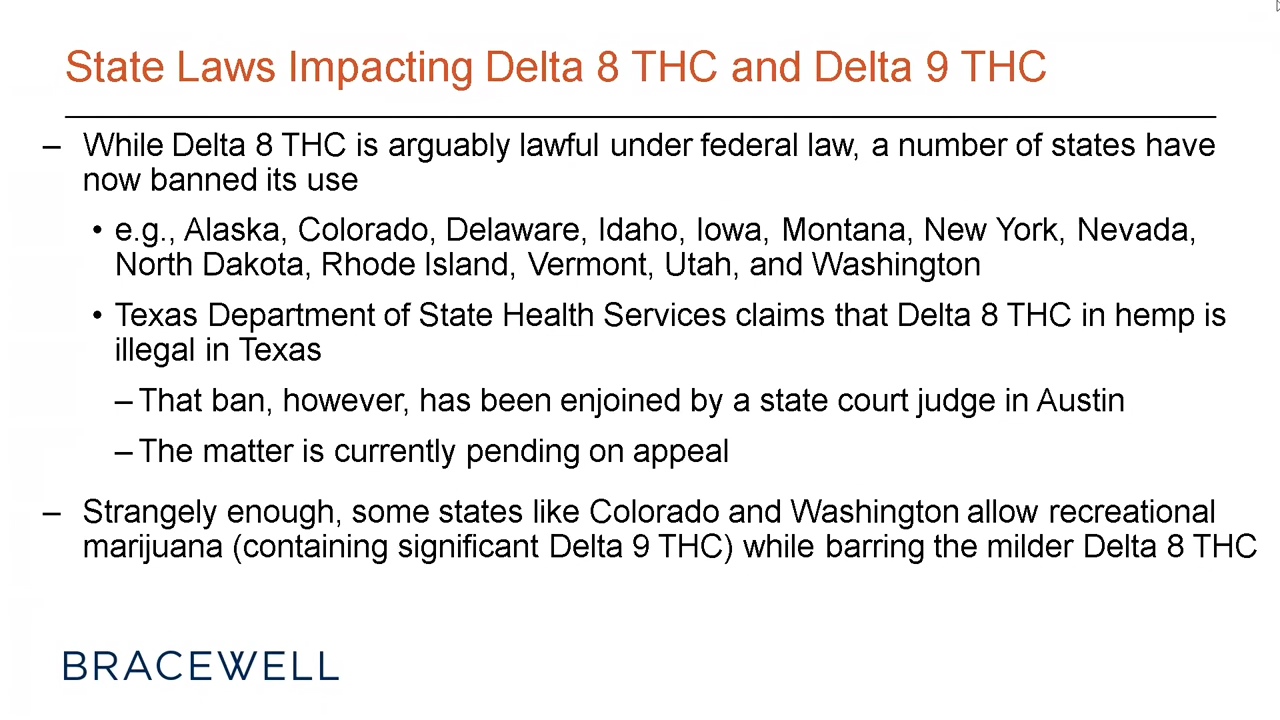 State Laws Impacting Delta 8 THC and Delta 9 THC
– While Delta 8 THC is arguably lawful under federal law, a number of states have
now banned its use
• e.g., Alaska, Colorado, Delaware, Idaho, Iowa, Montana, New York, Nevada,
North Dakota, Rhode Island, Vermont, Utah, and Washington
• Texas Department of State Health Services claims that Delta 8 THC in hemp is
illegal in Texas
– That ban, however, has been enjoined by a state court judge in Austin
– The matter is currently pending on appeal
– Strangely enough, some states like Colorado and Washington allow recreational
marijuana (containing significant Delta 9 THC) while barring the milder Delta 8 THC
BRACEWELL